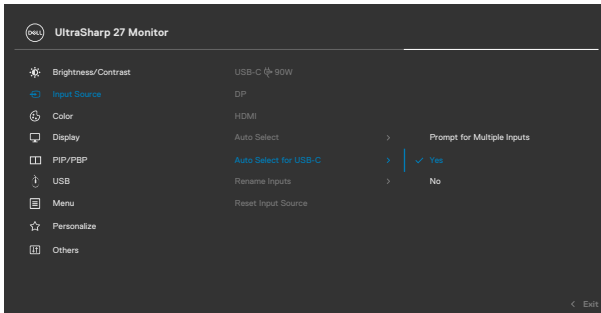 DELL UltraSharp 27 Monitor
Brightness/Contrast USB-C 90W
Input Source DP
Color HDMI
Display Auto Select > Prompt for Multiple Inputs
PIP/PBP Auto Select for USB-C > ✓ Yes
USB Rename Inputs > No
Menu Reset Input Source
Personalize
Others
< Exit